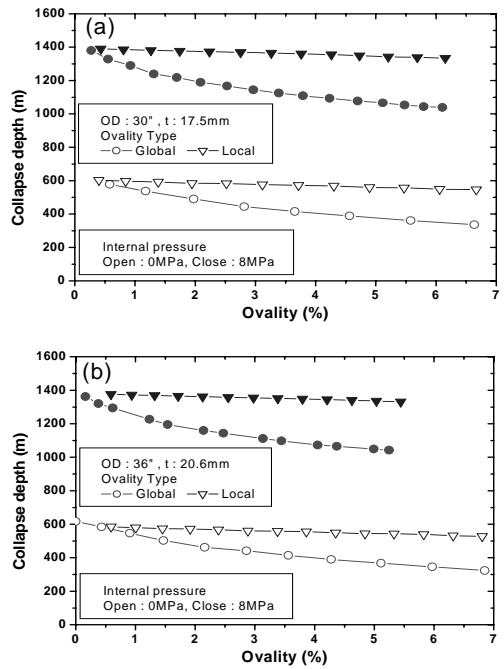 (a)
1600
1400
1200
1000
800
600
400
200
0
Collapse depth (m)
OD : 30" , t : 17.5mm
Ovality Type
Global Local
Internal pressure
Open : 0MPa, Close : 8MPa
0 1 2 3 4 5 6 7
Ovality (%)
(b)
1600
1400
1200
1000
800
600
400
200
0
Collapse depth (m)
OD : 36" , t : 20.6mm
Ovality Type
Global Local
Internal pressure
Open : 0MPa, Close : 8MPa
0 1 2 3 4 5 6 7
Ovality (%)